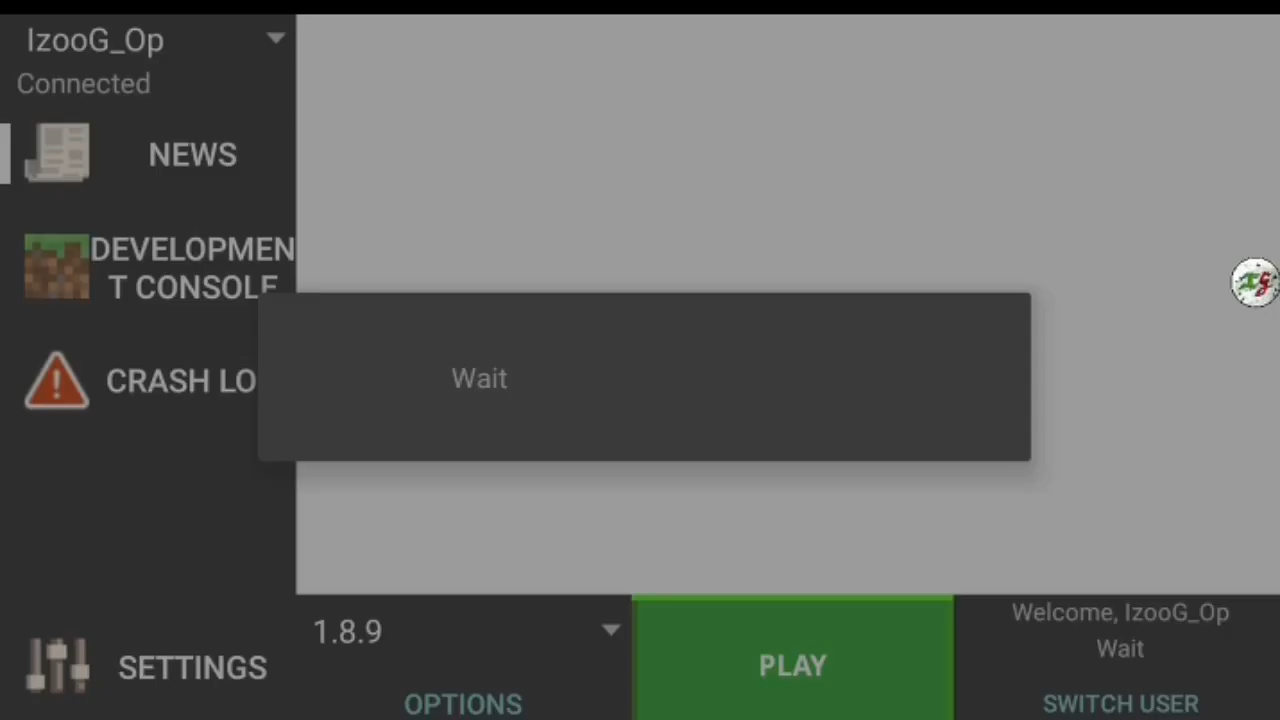 IzooG_Op
Connected
NEWS
DEVELOPMEN
T CONSOLE
CRASH LO
Wait
1.8.9
OPTIONS
PLAY
Welcome, IzooG_Op
Wait
SWITCH USER
SETTINGS